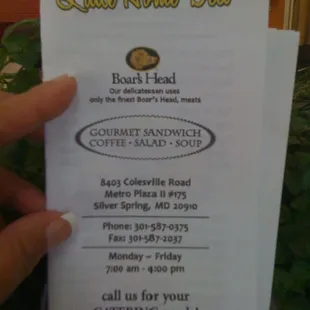 Boar's Head
Our delicatessen uses
only the finest Boar's Head, meats
GOURMET SANDWICH
COFFEE - SALAD - SOUP
8403 Colesville Road
Metro Plaza II #175
Silver Spring, MD 20910
Phone: 301-587-0375
Fax: 301-587-2037
Monday ~ Friday
7:00 am - 4:00 pm
call us for your